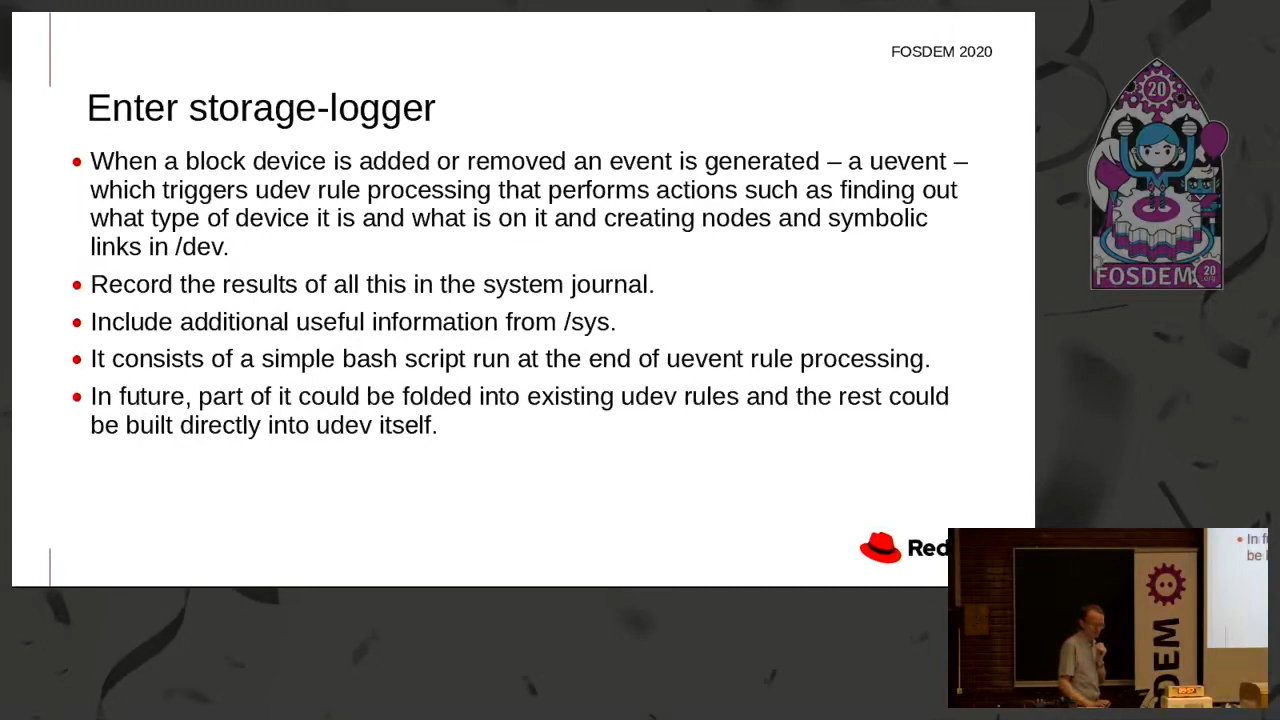 FOSDEM 2020
Enter storage-logger
When a block device is added or removed an event is generated – a uevent –
which triggers udev rule processing that performs actions such as finding out
what type of device it is and what is on it and creating nodes and symbolic
links in /dev.
Record the results of all this in the system journal.
Include additional useful information from /sys.
It consists of a simple bash script run at the end of uevent rule processing.
In future, part of it could be folded into existing udev rules and the rest could
be built directly into udev itself.
Red
20
FOSDEM
20
In f
be
DEM